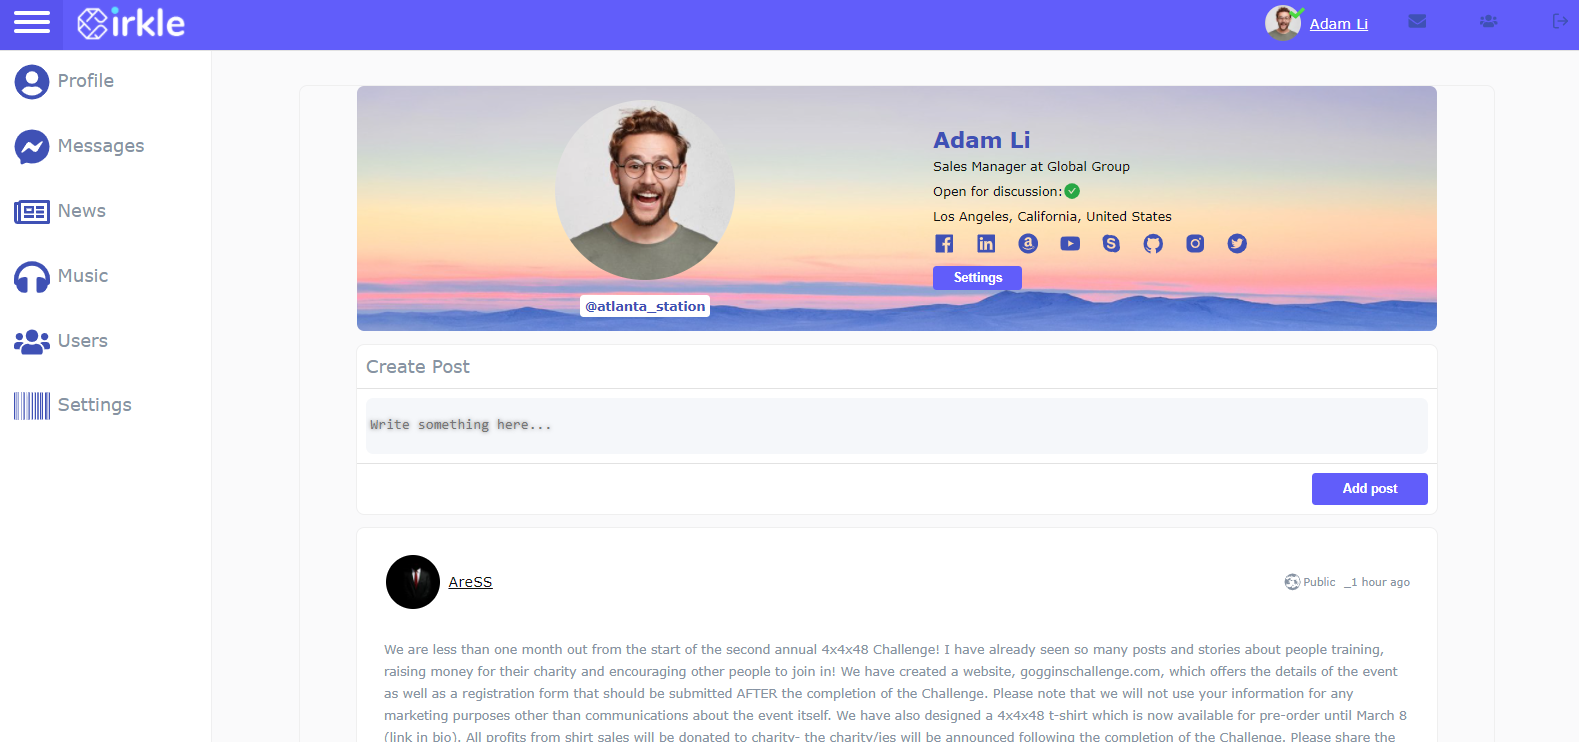 Cirkle
Adam Li
Profile
Messages
News
Music
Users
Settings
Adam Li
Sales Manager at Global Group
Open for discussion:
Los Angeles, California, United States
Settings
@atlanta_station
Create Post
Write something here...
Add post
AreSS
Public _1 hour ago
We are less than one month out from the start of the second annual 4x4x48 Challenge! I have already seen so many posts and stories about people training,
raising money for their charity and encouraging other people to join in! We have created a website, gogginschallenge.com, which offers the details of the event
as well as a registration form that should be submitted AFTER the completion of the Challenge. Please note that we will not use your information for any
marketing purposes other than communications about the event itself. We have also designed a 4x4x48 t-shirt which is now available for pre-order until March 8
(link in bio). All profits from shirt sales will be donated to charity- the charity/ies will be announced following the completion of the Challenge. Please share the